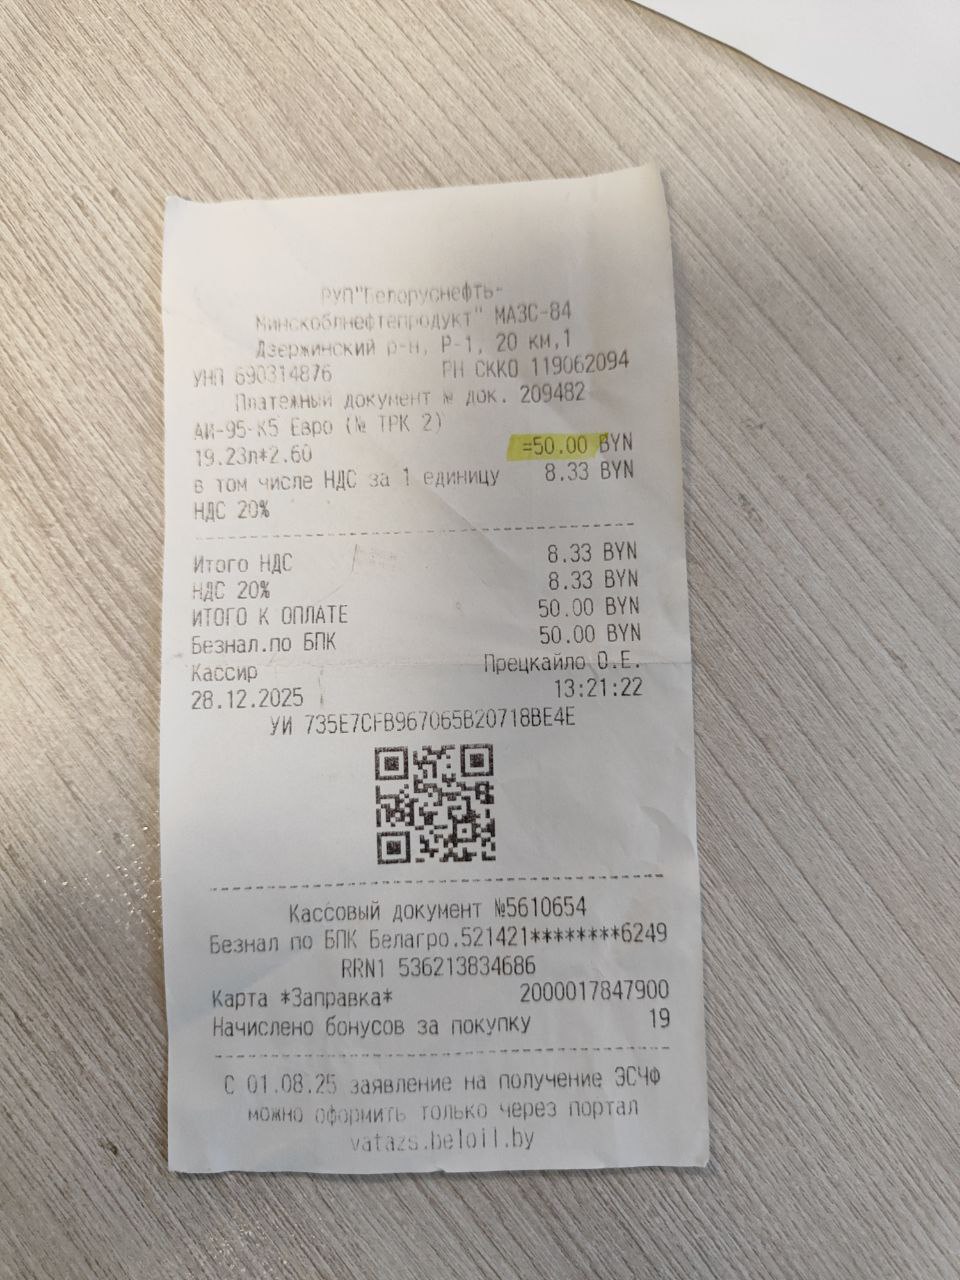 РУП"Белоруснефть-
Минскоблнефтепродукт" МАЗС-84
Дзержинский р-н, Р-1, 20 км,1
УНП 690314876 РН СККО 119062094
Платежный документ № док. 209482
АИ-95-К5 Евро (№ ТРК 2)
19.23л*2.60 =50.00 BYN
в том числе НДС за 1 единицу 8.33 BYN
НДС 20%
Итого НДС 8.33 BYN
НДС 20% 8.33 BYN
ИТОГО К ОПЛАТЕ 50.00 BYN
Безнал.по БПК 50.00 BYN
Кассир Прецкайло О.Е.
28.12.2025 13:21:22
УИ 735E7CFB967065B20718BE4E
Кассовый документ №5610654
Безнал по БПК Белагро.521421********6249
RRN1 536213834686
Карта *Заправка* 2000017847900
Начислено бонусов за покупку 19
С 01.08.25 заявление на получение ЭСЧФ
можно оформить только через портал
vatazs.beloil.by